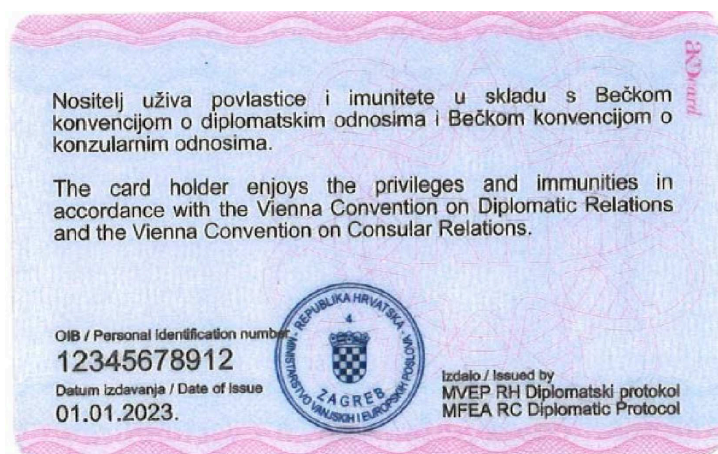 AKDcard
Nositelj uživa povlastice i imunitete u skladu s Bečkom
konvencijom o diplomatskim odnosima i Bečkom konvencijom o
konzularnim odnosima.
The card holder enjoys the privileges and immunities in
accordance with the Vienna Convention on Diplomatic Relations
and the Vienna Convention on Consular Relations.
OIB / Personal identification number
12345678912
Datum izdavanja / Date of issue
01.01.2023.
REPUBLIKA HRVATSKA
4
MINISTARSTVO VANJSKIH I EUROPSKIH POSLOVA
ZAGREB
Izdalo / Issued by
MVEP RH Diplomatski protokol
MFEA RC Diplomatic Protocol